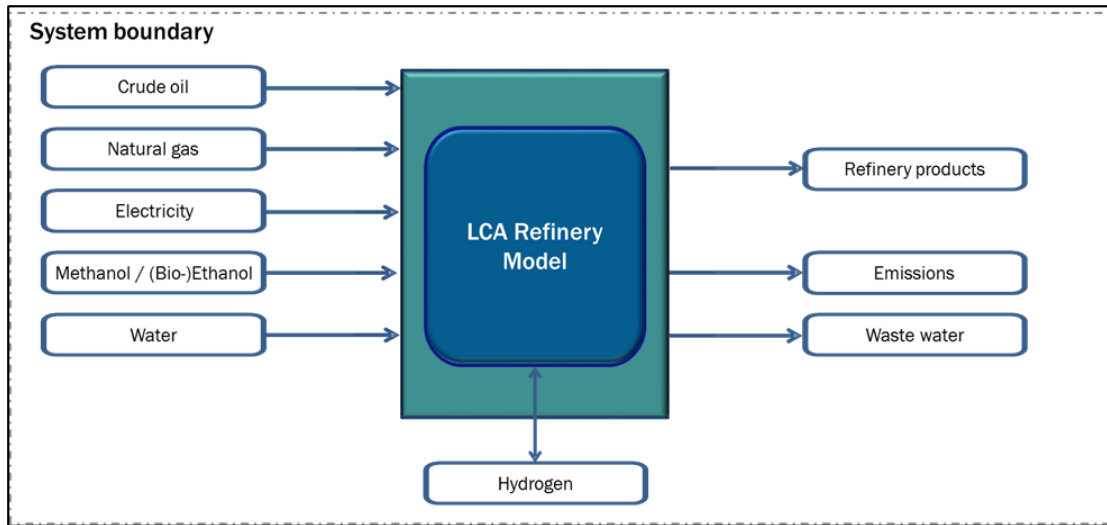 System boundary
Crude oil
Natural gas
Electricity
Methanol / (Bio-)Ethanol
Water
LCA Refinery
Model
Refinery products
Emissions
Waste water
Hydrogen